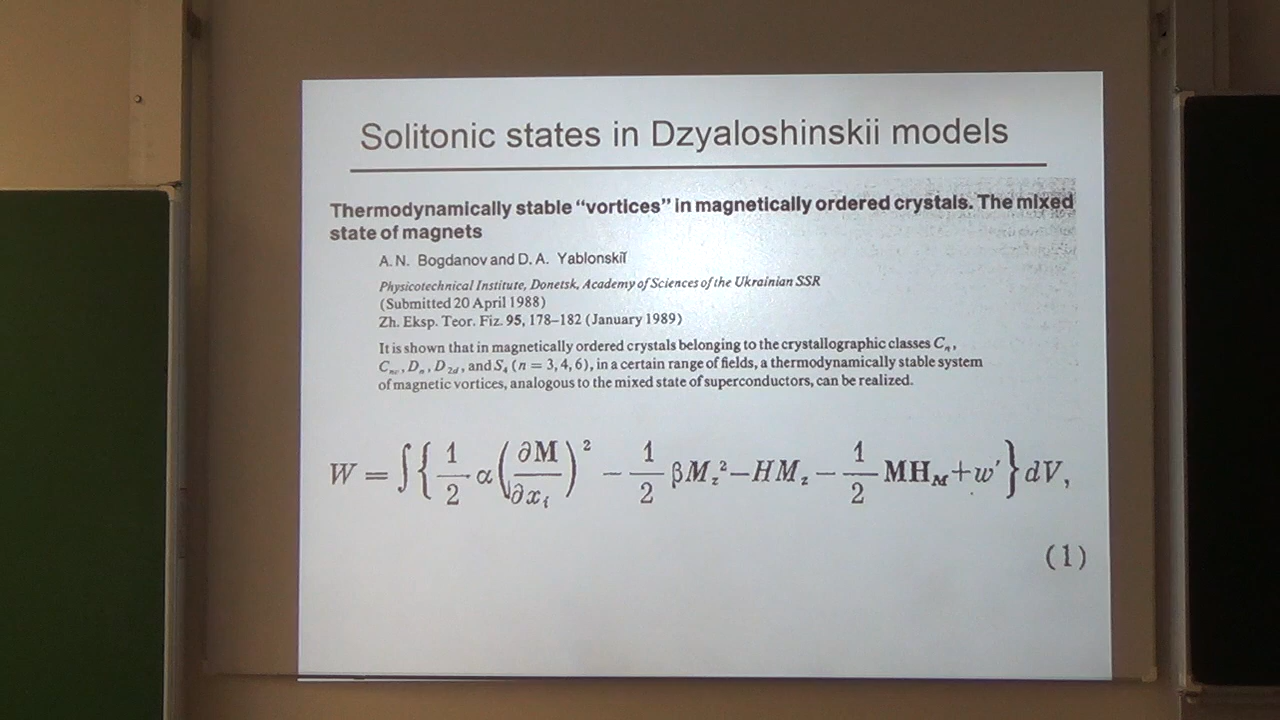 Solitonic states in Dzyaloshinskii models
Thermodynamically stable “vortices” in magnetically ordered crystals. The mixed
state of magnets
A. N. Bogdanov and D. A. Yablonskiĭ
Physicotechnical Institute, Donetsk, Academy of Sciences of the Ukrainian SSR
(Submitted 20 April 1988)
Zh. Eksp. Teor. Fiz. 95, 178–182 (January 1989)
It is shown that in magnetically ordered crystals belonging to the crystallographic classes Cₙ,
Cₙᵥ, Dₙ, D₂d, and S₄ (n = 3, 4, 6), in a certain range of fields, a thermodynamically stable system
of magnetic vortices, analogous to the mixed state of superconductors, can be realized.
W = ∫{ 1/2 α(∂M/∂xᵢ)² − 1/2 βM_z² − HM_z − 1/2 MH_M + w′ } dV,
(1)